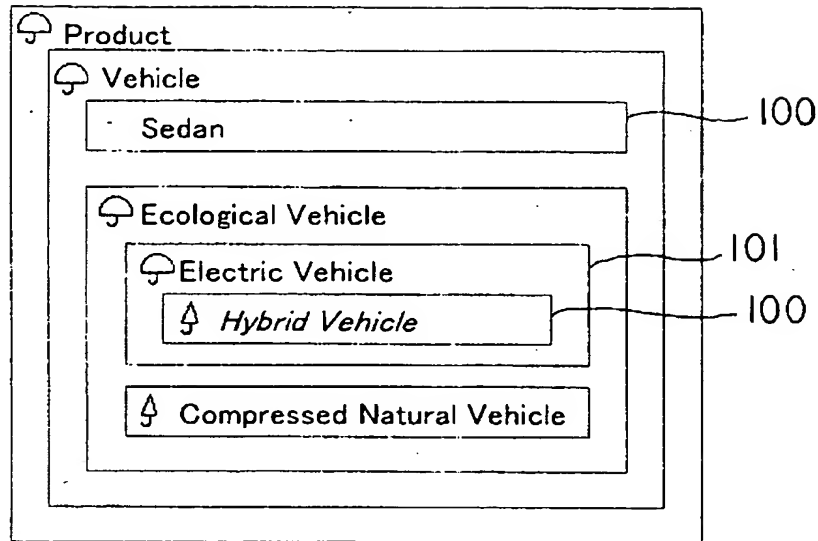 Product
Vehicle
Sedan
100
Ecological Vehicle
101
Electric Vehicle
Hybrid Vehicle
100
Compressed Natural Vehicle